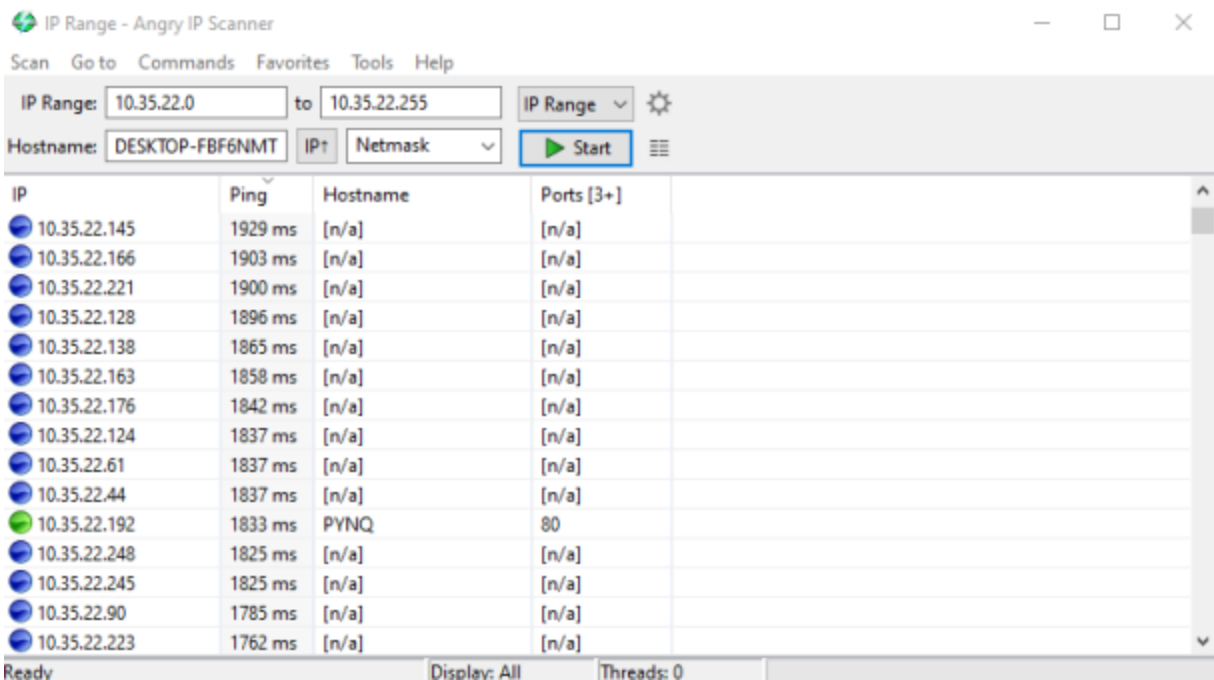 IP Range - Angry IP Scanner
Scan Go to Commands Favorites Tools Help
IP Range: 10.35.22.0 to 10.35.22.255 IP Range
Hostname: DESKTOP-FBF6NMT IP↑ Netmask Start
IP Ping Hostname Ports [3+]
10.35.22.145 1929 ms [n/a] [n/a]
10.35.22.166 1903 ms [n/a] [n/a]
10.35.22.221 1900 ms [n/a] [n/a]
10.35.22.128 1896 ms [n/a] [n/a]
10.35.22.138 1865 ms [n/a] [n/a]
10.35.22.163 1858 ms [n/a] [n/a]
10.35.22.176 1842 ms [n/a] [n/a]
10.35.22.124 1837 ms [n/a] [n/a]
10.35.22.61 1837 ms [n/a] [n/a]
10.35.22.44 1837 ms [n/a] [n/a]
10.35.22.192 1833 ms PYNQ 80
10.35.22.248 1825 ms [n/a] [n/a]
10.35.22.245 1825 ms [n/a] [n/a]
10.35.22.90 1785 ms [n/a] [n/a]
10.35.22.223 1762 ms [n/a] [n/a]
Ready Display: All Threads: 0